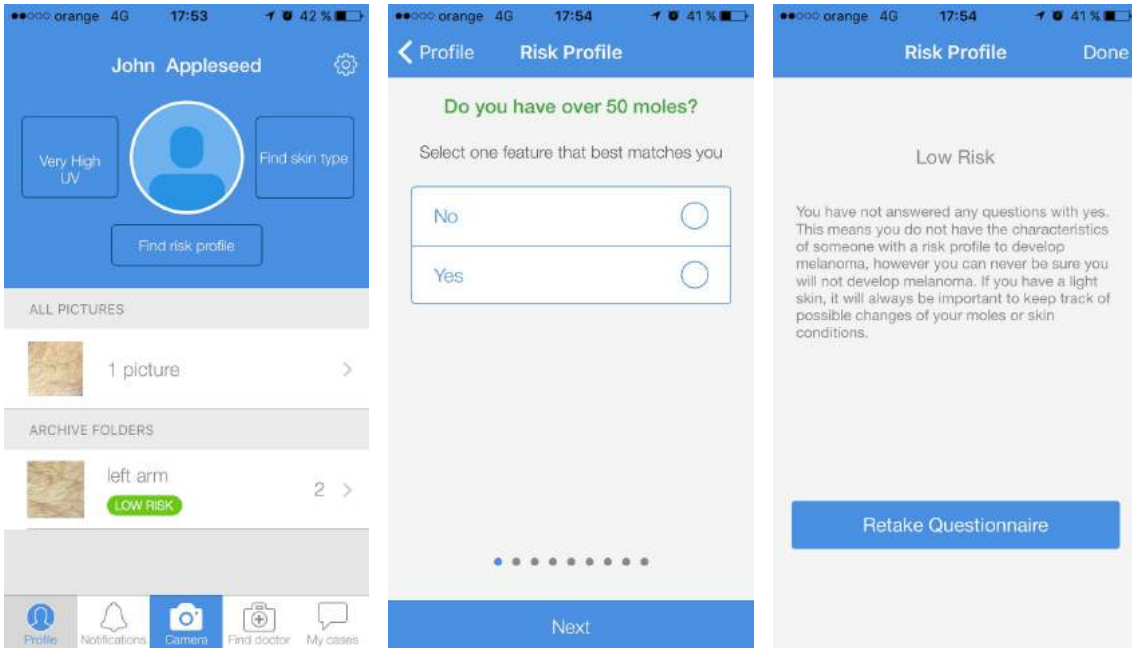 orange 4G 17:53 42 %
John Appleseed
Very High
UV
Find skin type
Find risk profile
ALL PICTURES
1 picture
ARCHIVE FOLDERS
left arm
LOW RISK
2
Profile Notifications Camera Find doctor My cases
orange 4G 17:54 41 %
Profile Risk Profile
Do you have over 50 moles?
Select one feature that best matches you
No
Yes
Next
orange 4G 17:54 41 %
Risk Profile Done
Low Risk
You have not answered any questions with yes.
This means you do not have the characteristics
of someone with a risk profile to develop
melanoma, however you can never be sure you
will not develop melanoma. If you have a light
skin, it will always be important to keep track of
possible changes of your moles or skin
conditions.
Retake Questionnaire